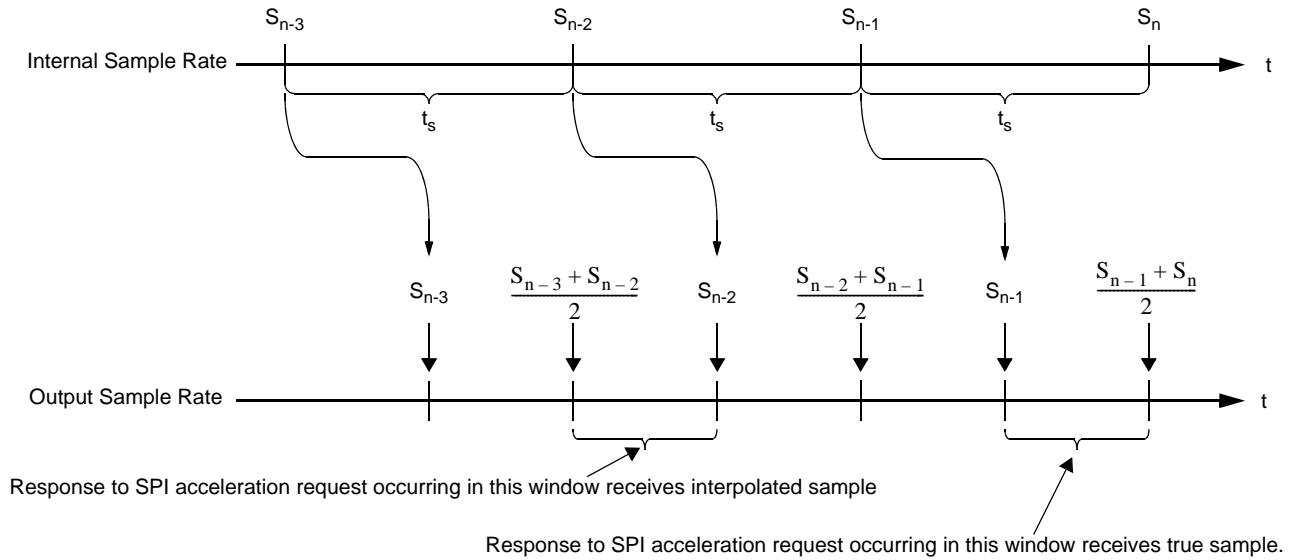 S_{n-3} S_{n-2} S_{n-1} S_n
Internal Sample Rate t
t_s t_s t_s
S_{n-3} \frac{S_{n-3} + S_{n-2}}{2} S_{n-2} \frac{S_{n-2} + S_{n-1}}{2} S_{n-1} \frac{S_{n-1} + S_n}{2}
Output Sample Rate t
Response to SPI acceleration request occurring in this window receives interpolated sample
Response to SPI acceleration request occurring in this window receives true sample.